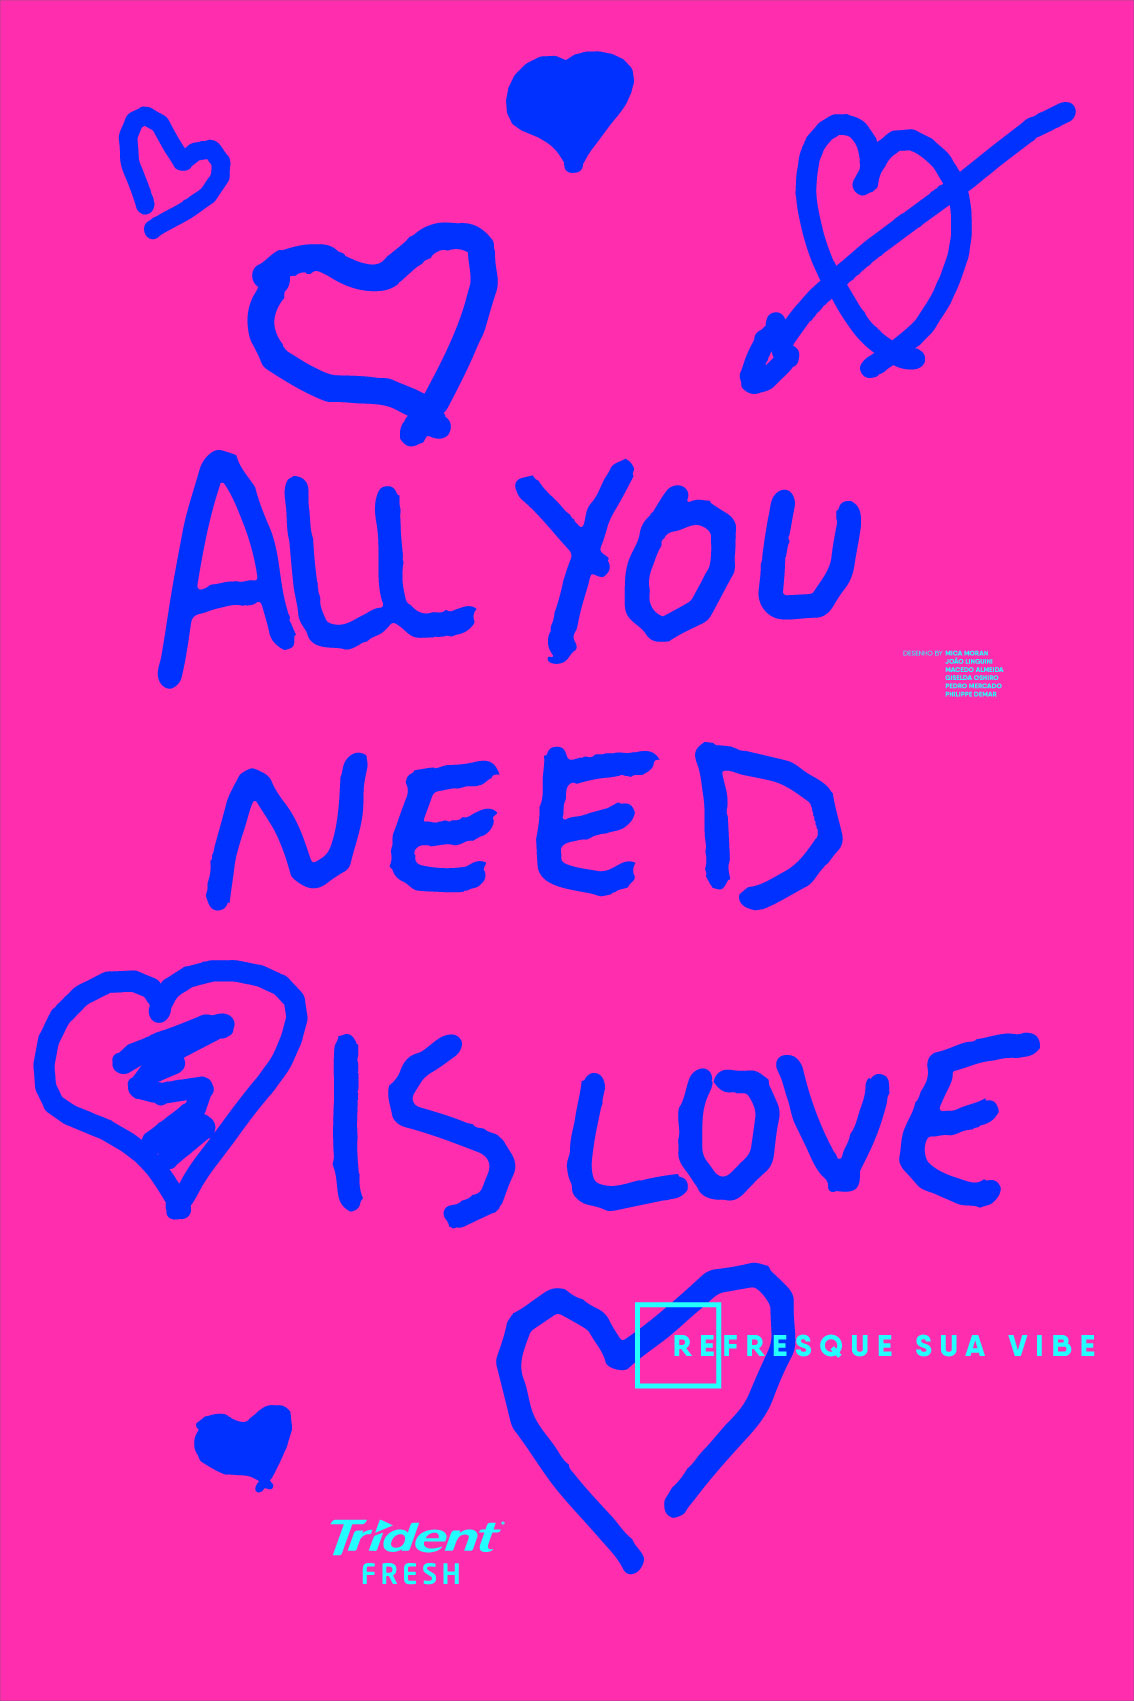 ALL YOU
DESENHO BY MICA MORAN
JOÃO LINGUINI
MACEDO ALMEIDA
GISELDA OSHIRO
PEDRO MERCADO
PHILIPPE DEMAR
NEED
IS LOVE
REFRESQUE SUA VIBE
Trident
FRESH